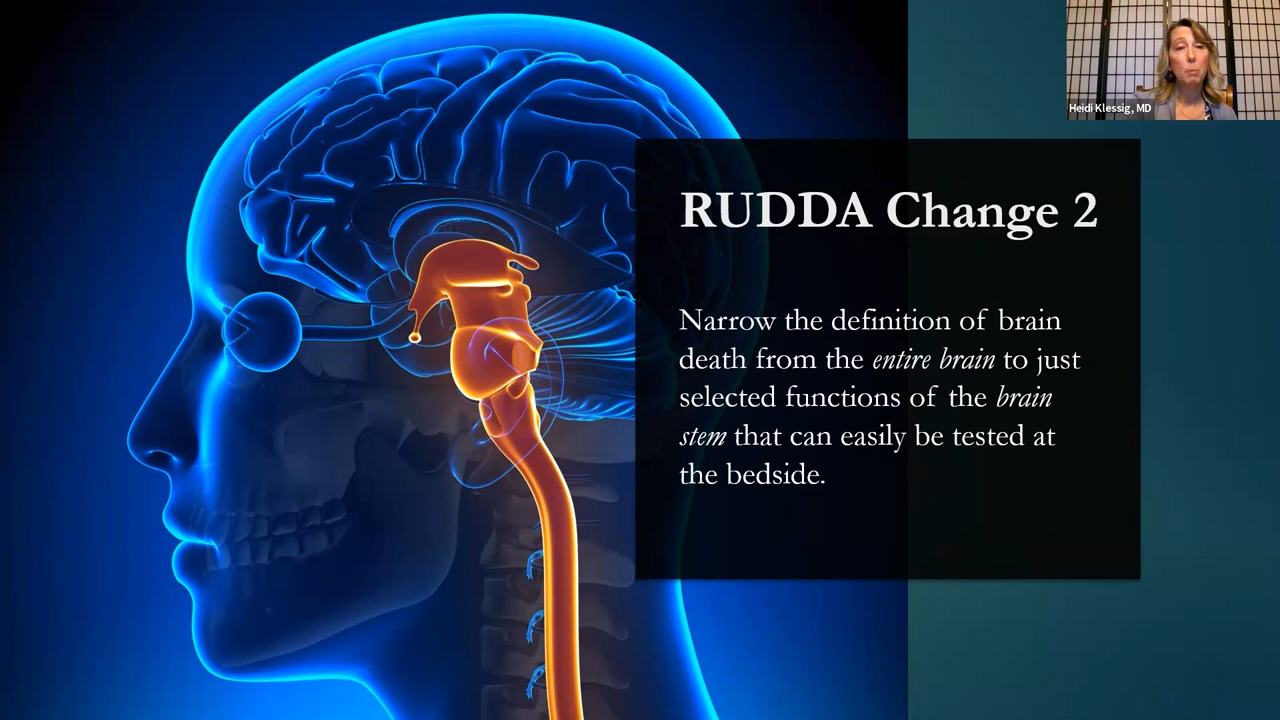 Heidi Klessig, MD
RUDDA Change 2
Narrow the definition of brain
death from the entire brain to just
selected functions of the brain
stem that can easily be tested at
the bedside.